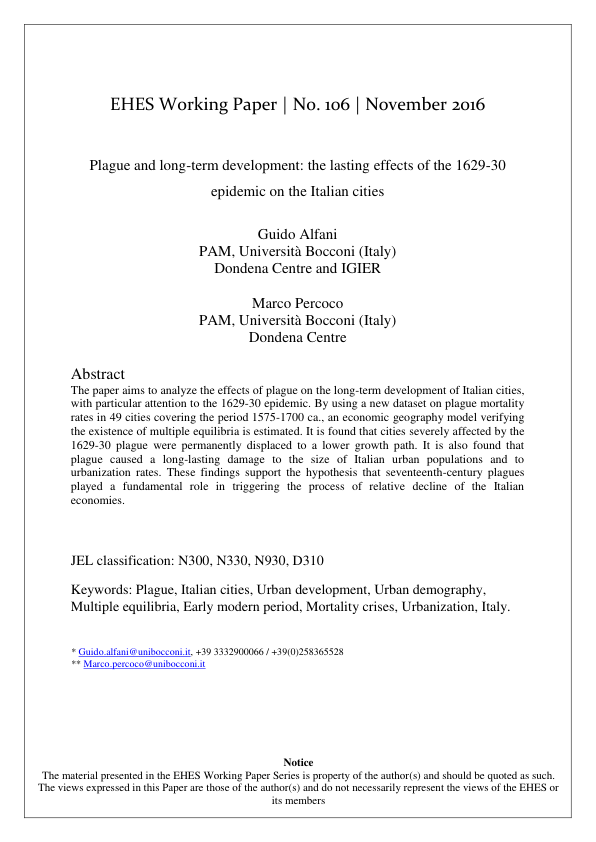 EHES Working Paper | No. 106 | November 2016
Plague and long-term development: the lasting effects of the 1629-30
epidemic on the Italian cities
Guido Alfani
PAM, Università Bocconi (Italy)
Dondena Centre and IGIER
Marco Percoco
PAM, Università Bocconi (Italy)
Dondena Centre
Abstract
The paper aims to analyze the effects of plague on the long-term development of Italian cities,
with particular attention to the 1629-30 epidemic. By using a new dataset on plague mortality
rates in 49 cities covering the period 1575-1700 ca., an economic geography model verifying
the existence of multiple equilibria is estimated. It is found that cities severely affected by the
1629-30 plague were permanently displaced to a lower growth path. It is also found that
plague caused a long-lasting damage to the size of Italian urban populations and to
urbanization rates. These findings support the hypothesis that seventeenth-century plagues
played a fundamental role in triggering the process of relative decline of the Italian
economies.
JEL classification: N300, N330, N930, D310
Keywords: Plague, Italian cities, Urban development, Urban demography,
Multiple equilibria, Early modern period, Mortality crises, Urbanization, Italy.
* Guido.alfani@unibocconi.it, +39 3332900066 / +39(0)258365528
** Marco.percoco@unibocconi.it
Notice
The material presented in the EHES Working Paper Series is property of the author(s) and should be quoted as such.
The views expressed in this Paper are those of the author(s) and do not necessarily represent the views of the EHES or
its members